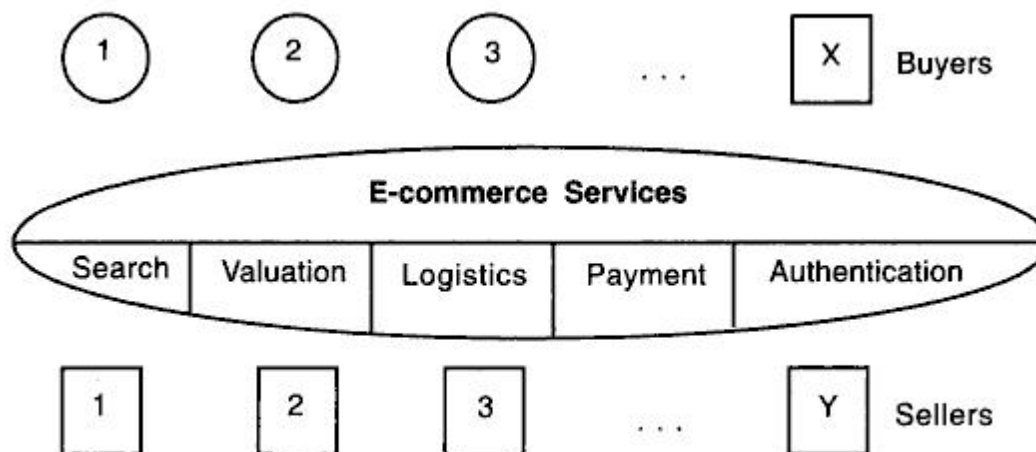 1 2 3 . . . X Buyers
E-commerce Services
Search Valuation Logistics Payment Authentication
1 2 3 . . . Y Sellers